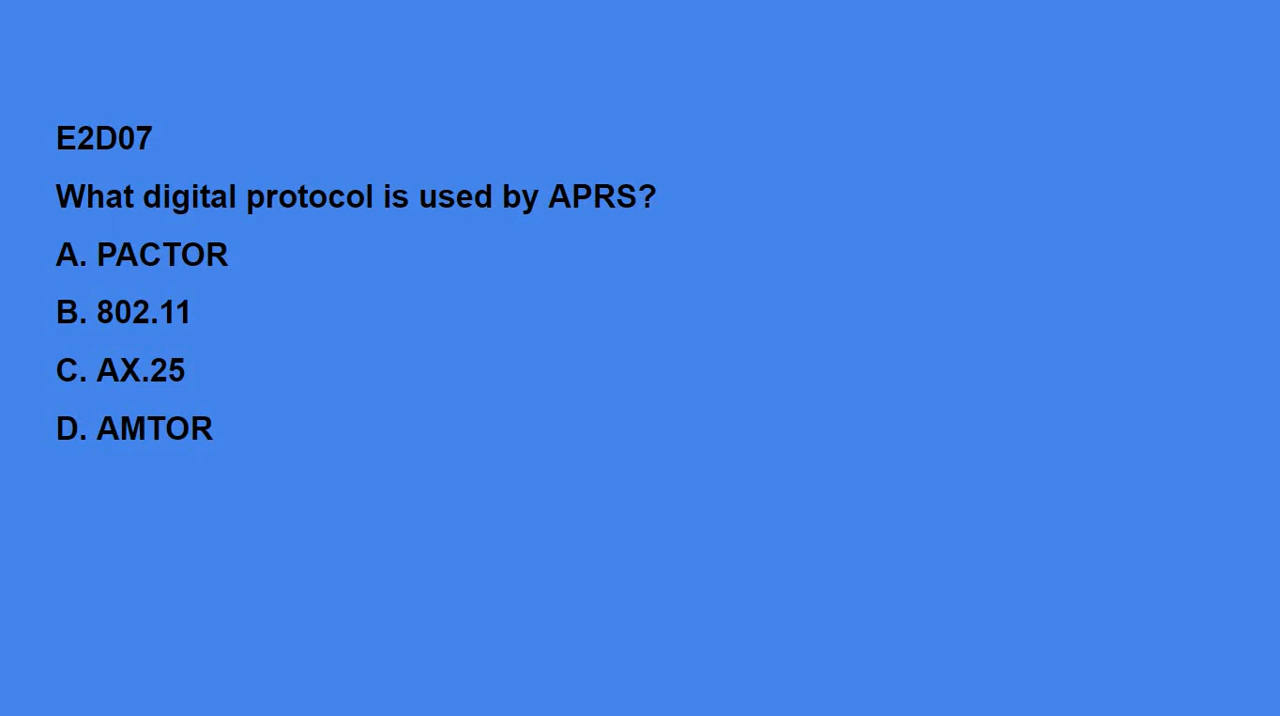 E2D07
What digital protocol is used by APRS?
A. PACTOR
B. 802.11
C. AX.25
D. AMTOR